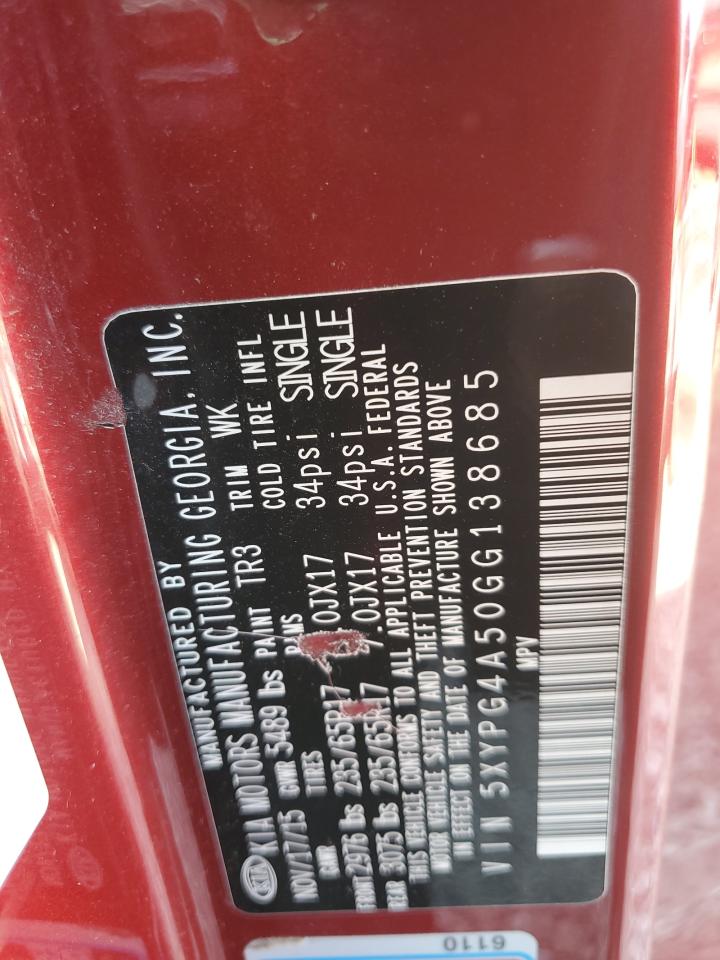 MANUFACTURED BY
KIA KIA MOTORS MANUFACTURING GEORGIA, INC.
NOV/17/15 GVWR 5489 lbs PAINT TR3 TRIM WK
GAWR TIRES RIMS COLD TIRE INFL
FRONT 2976 lbs 235/65R17 7.0JX17 34psi SINGLE
REAR 3075 lbs 235/65R17 7.0JX17 34psi SINGLE
THIS VEHICLE CONFORMS TO ALL APPLICABLE U.S.A. FEDERAL
MOTOR VEHICLE SAFETY AND THEFT PREVENTION STANDARDS
IN EFFECT ON THE DATE OF MANUFACTURE SHOWN ABOVE
VIN 5XYPG4A50GG138685
MPV
6110